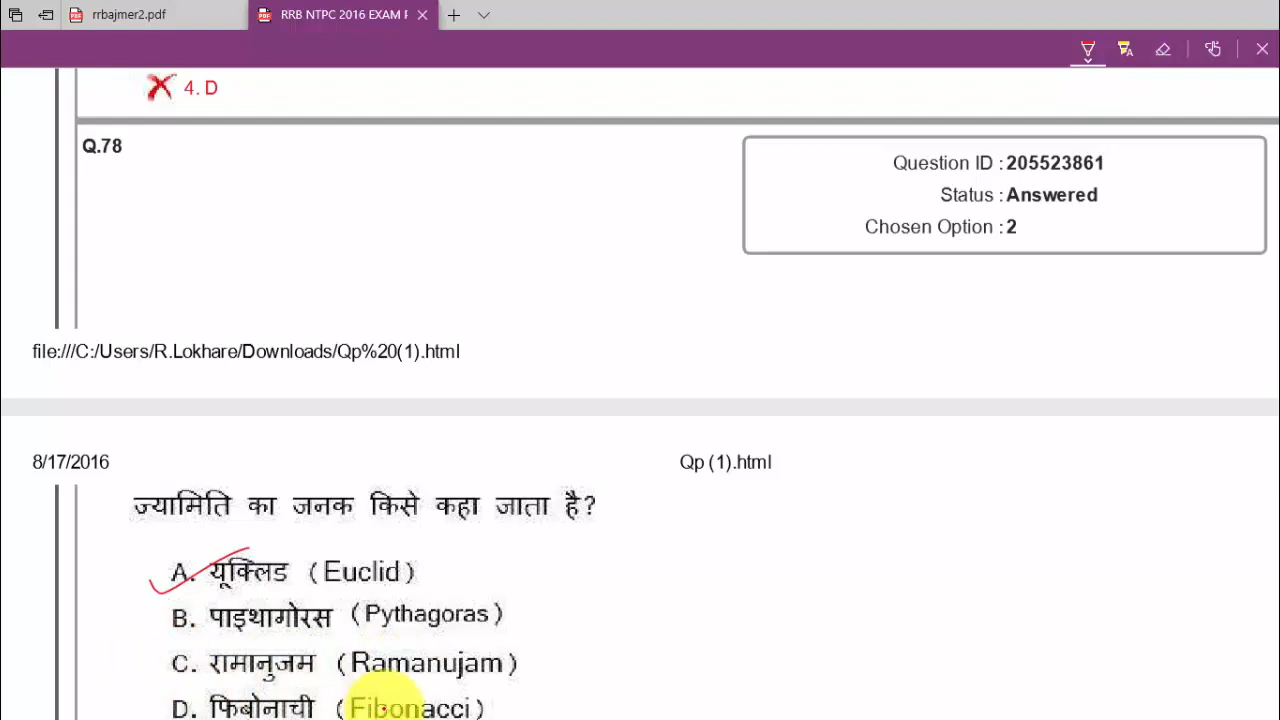 rrbajmer2.pdf
RRB NTPC 2016 EXAM F
4. D
Q.78
Question ID : 205523861
Status : Answered
Chosen Option : 2
file:///C:/Users/R.Lokhare/Downloads/Qp%20(1).html
8/17/2016 Qp (1).html
ज्यामिति का जनक किसे कहा जाता है?
A. यूक्लिड (Euclid)
B. पाइथागोरस (Pythagoras)
C. रामानुजम (Ramanujam)
D. फिबोनाची (Fibonacci)